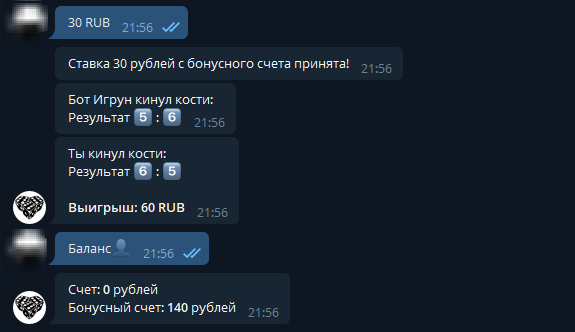 30 RUB 21:56
Ставка 30 рублей с бонусного счета принята! 21:56
Бот Игрун кинул кости:
Результат 5 : 6 21:56
Ты кинул кости:
Результат 6 : 5
Выигрыш: 60 RUB 21:56
Баланс👤 21:56
Счет: 0 рублей
Бонусный счет: 140 рублей 21:56